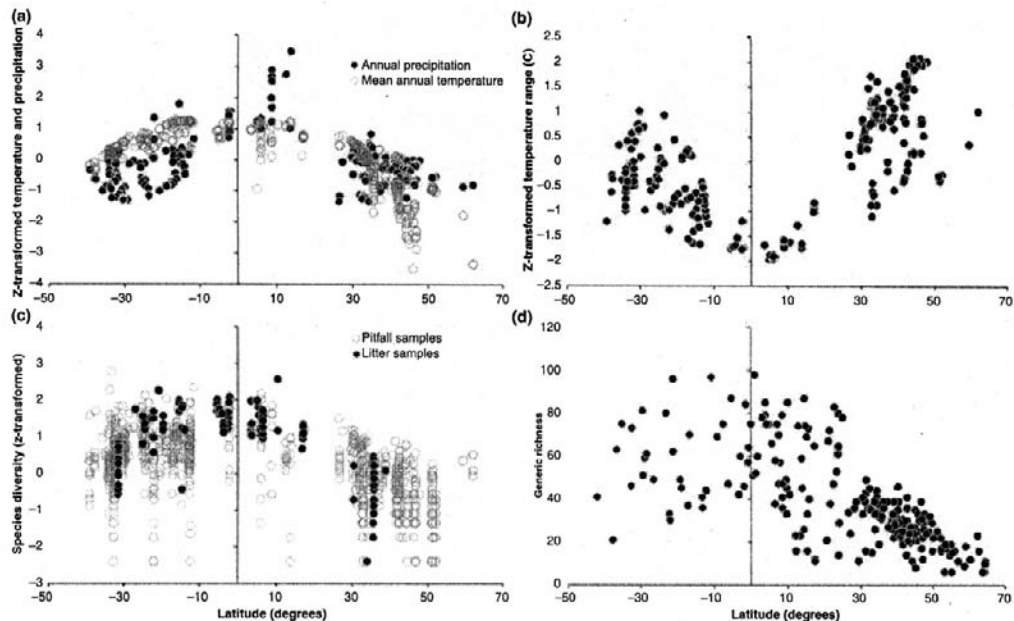 (a)
Z-transformed temperature and precipitation
4
3
2
1
0
−1
−2
−3
−4
−50 −30 −10 10 30 50 70
Annual precipitation
Mean annual temperature
(b)
Z-transformed temperature range (C)
2.5
2
1.5
1
0.5
0
−0.5
−1
−1.5
−2
−2.5
−50 −30 −10 10 30 50 70
(c)
Species diversity (z-transformed)
4
3
2
1
0
−1
−2
−3
−50 −30 −10 10 30 50 70
Latitude (degrees)
Pitfall samples
Litter samples
(d)
Generic richness
120
100
80
60
40
20
0
−50 −30 −10 10 30 50 70
Latitude (degrees)